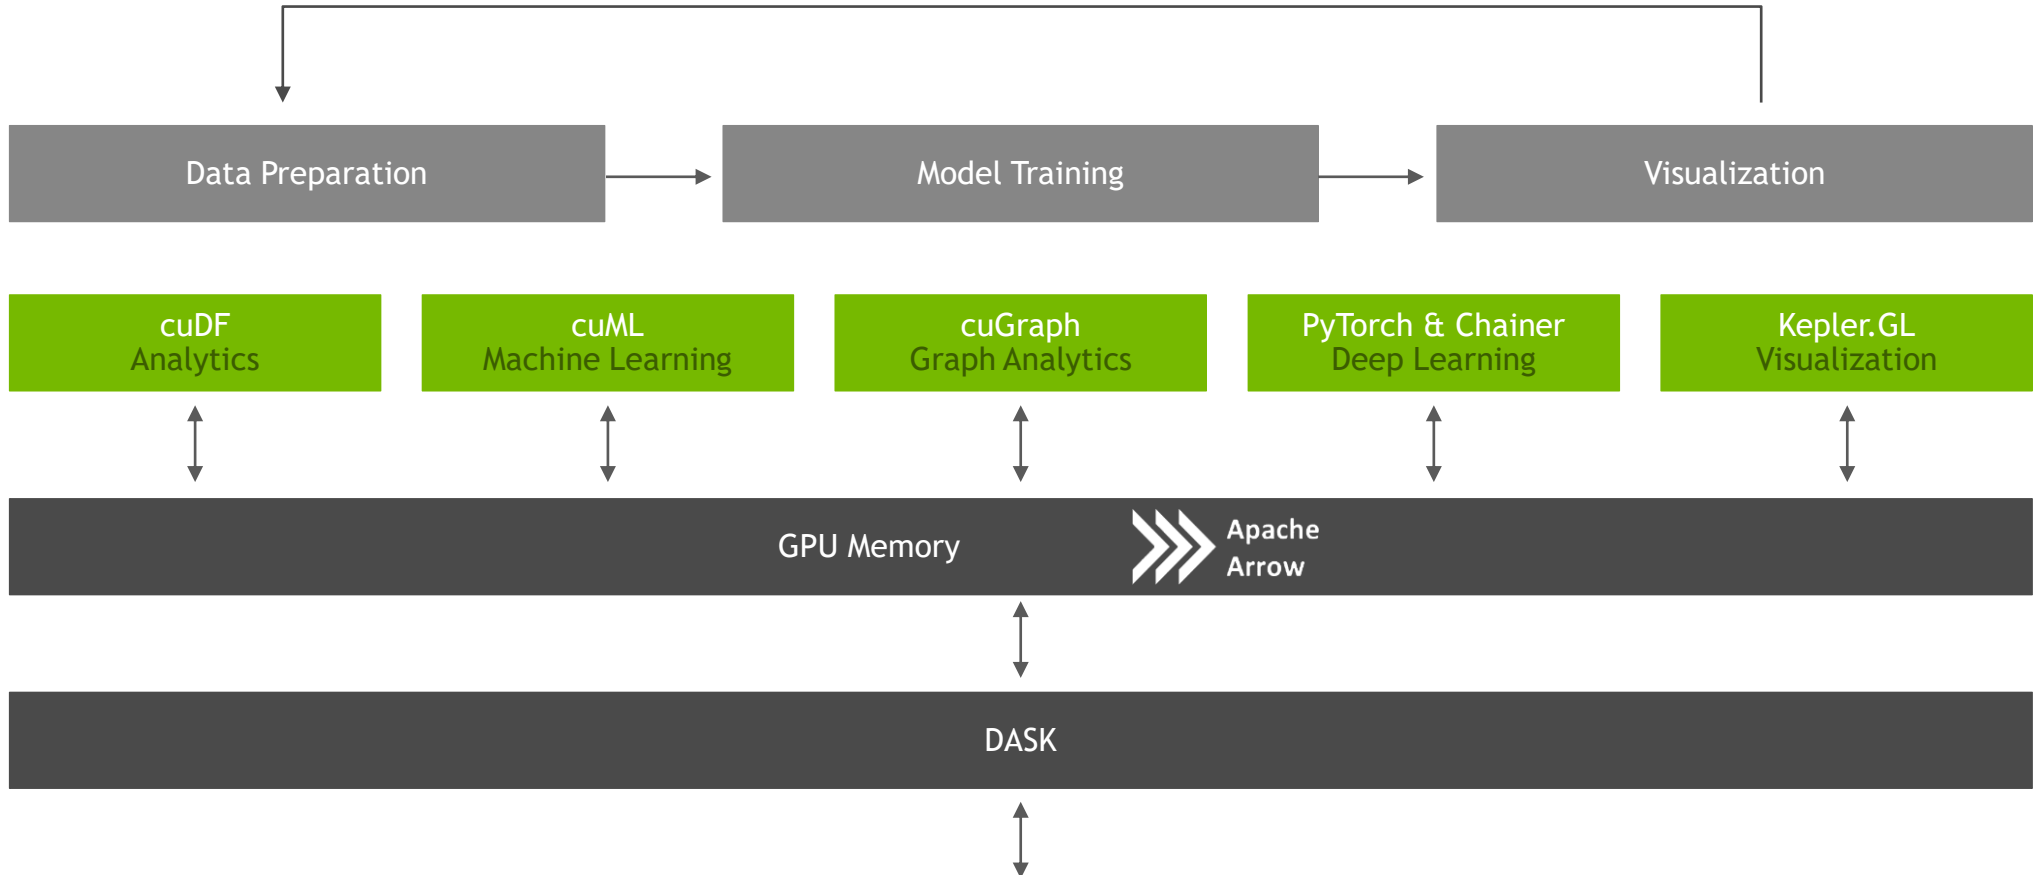 Data Preparation
Model Training
Visualization
cuDF
Analytics
cuML
Machine Learning
cuGraph
Graph Analytics
PyTorch & Chainer
Deep Learning
Kepler.GL
Visualization
GPU Memory
Apache
Arrow
DASK